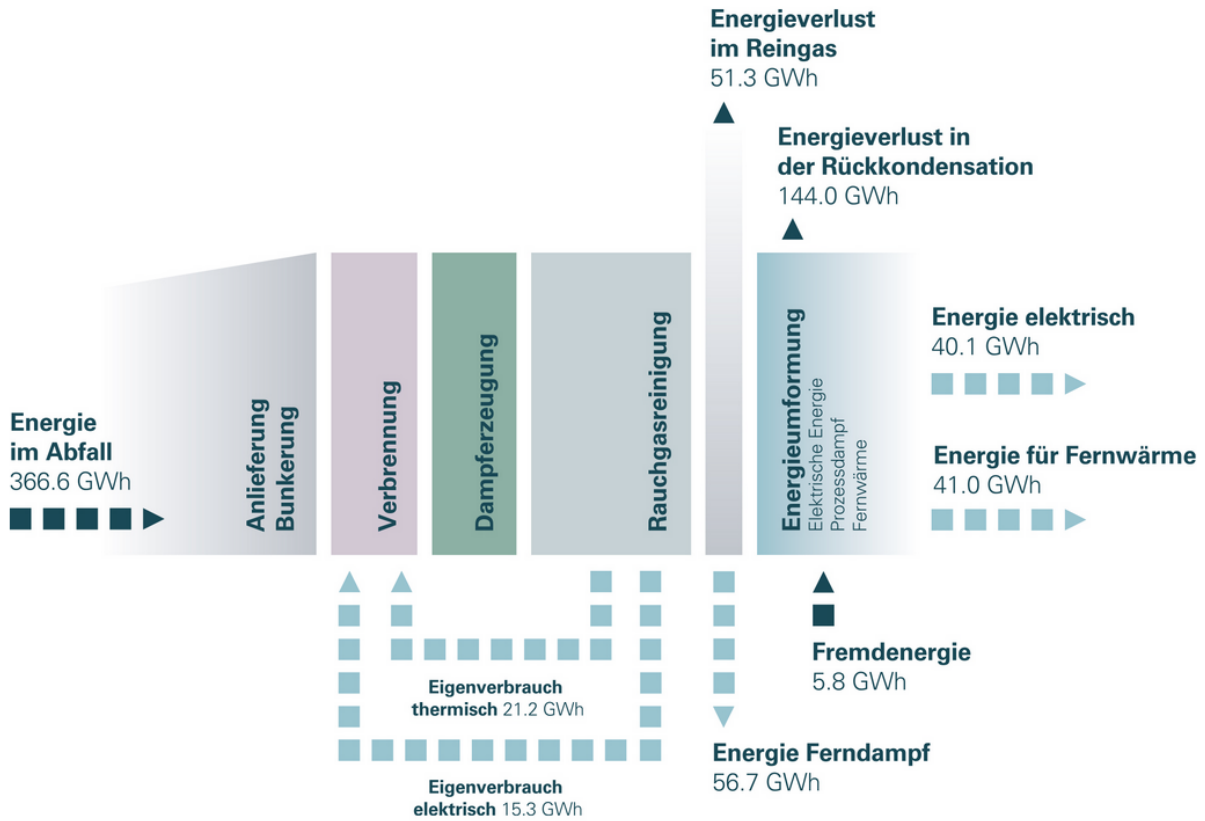 Energieverlust
im Reingas
51.3 GWh
Energieverlust in
der Rückkondensation
144.0 GWh
Energie
im Abfall
366.6 GWh
Anlieferung
Bunkerung
Verbrennung
Dampferzeugung
Rauchgasreinigung
Energieumformung
Elektrische Energie
Prozessdampf
Fernwärme
Energie elektrisch
40.1 GWh
Energie für Fernwärme
41.0 GWh
Fremdenergie
5.8 GWh
Eigenverbrauch
thermisch 21.2 GWh
Energie Ferndampf
56.7 GWh
Eigenverbrauch
elektrisch 15.3 GWh